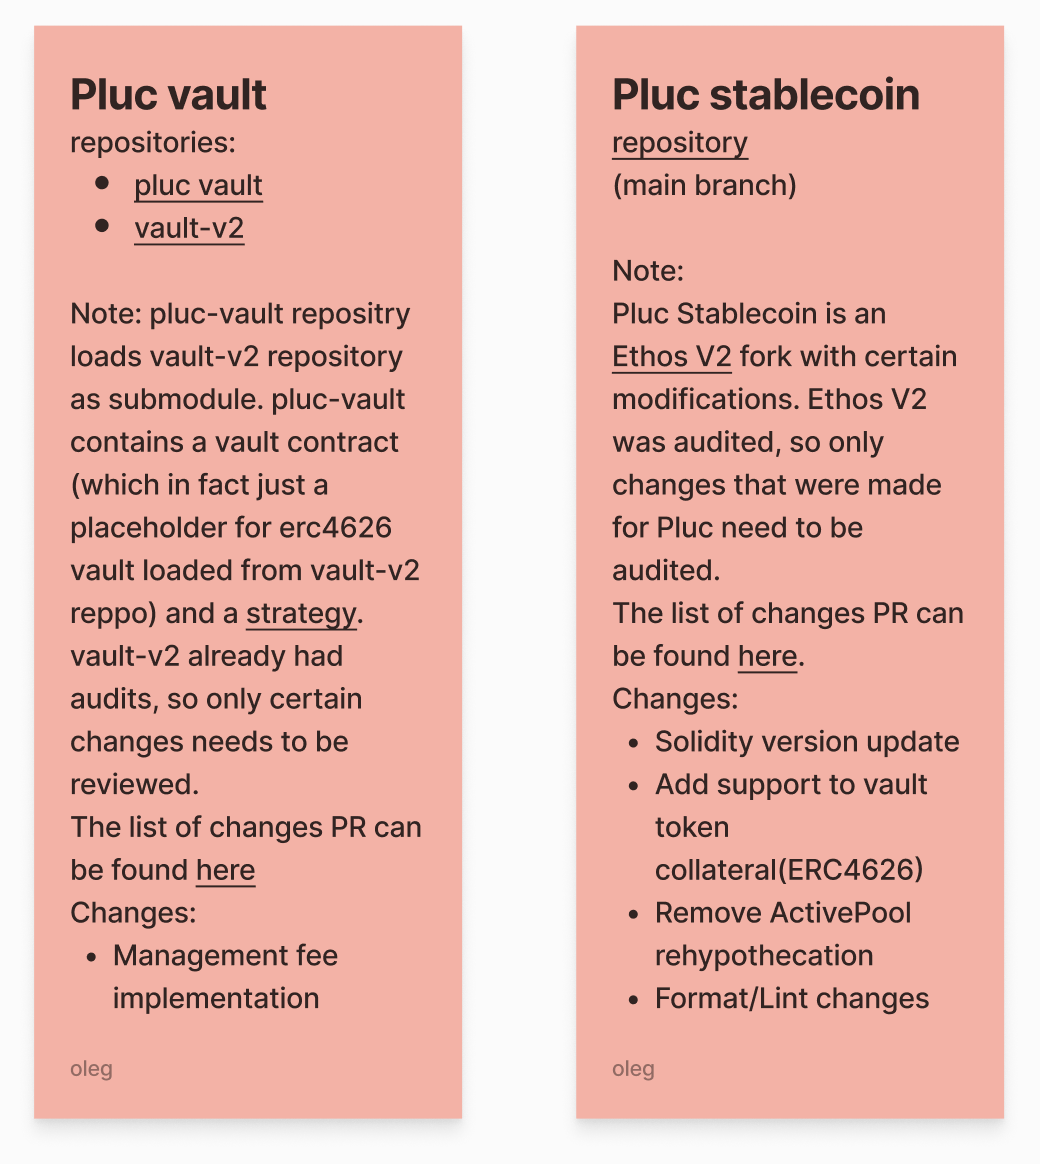 Pluc vault
repositories:
● pluc vault
● vault-v2
Note: pluc-vault repositry
loads vault-v2 repository
as submodule. pluc-vault
contains a vault contract
(which in fact just a
placeholder for erc4626
vault loaded from vault-v2
reppo) and a strategy.
vault-v2 already had
audits, so only certain
changes needs to be
reviewed.
The list of changes PR can
be found here
Changes:
• Management fee
implementation
oleg
Pluc stablecoin
repository
(main branch)
Note:
Pluc Stablecoin is an
Ethos V2 fork with certain
modifications. Ethos V2
was audited, so only
changes that were made
for Pluc need to be
audited.
The list of changes PR can
be found here.
Changes:
• Solidity version update
• Add support to vault
token
collateral(ERC4626)
• Remove ActivePool
rehypothecation
• Format/Lint changes
oleg